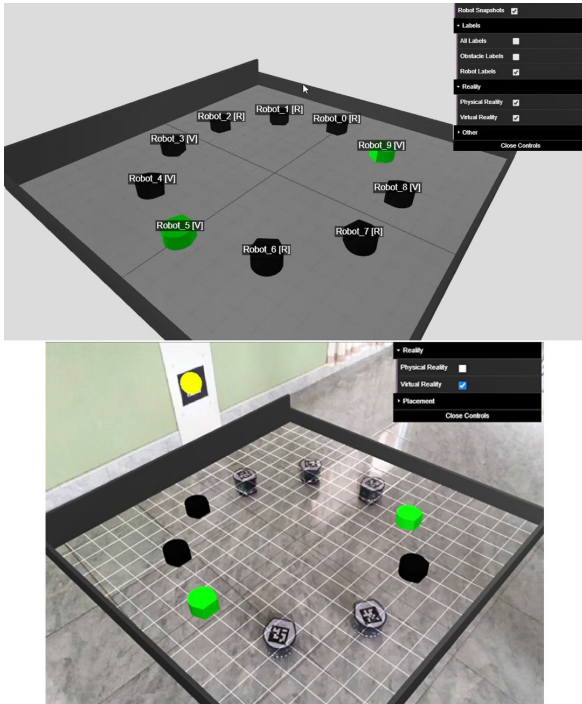 Robot Snapshots
Labels
All Labels
Obstacle Labels
Robot Labels
Reality
Physical Reality
Virtual Reality
Other
Close Controls
Robot_1 [R]
Robot_2 [R]
Robot_0 [R]
Robot_3 [V]
Robot_9 [V]
Robot_4 [V]
Robot_8 [V]
Robot_5 [V]
Robot_7 [R]
Robot_6 [R]
Reality
Physical Reality
Virtual Reality
Placement
Close Controls